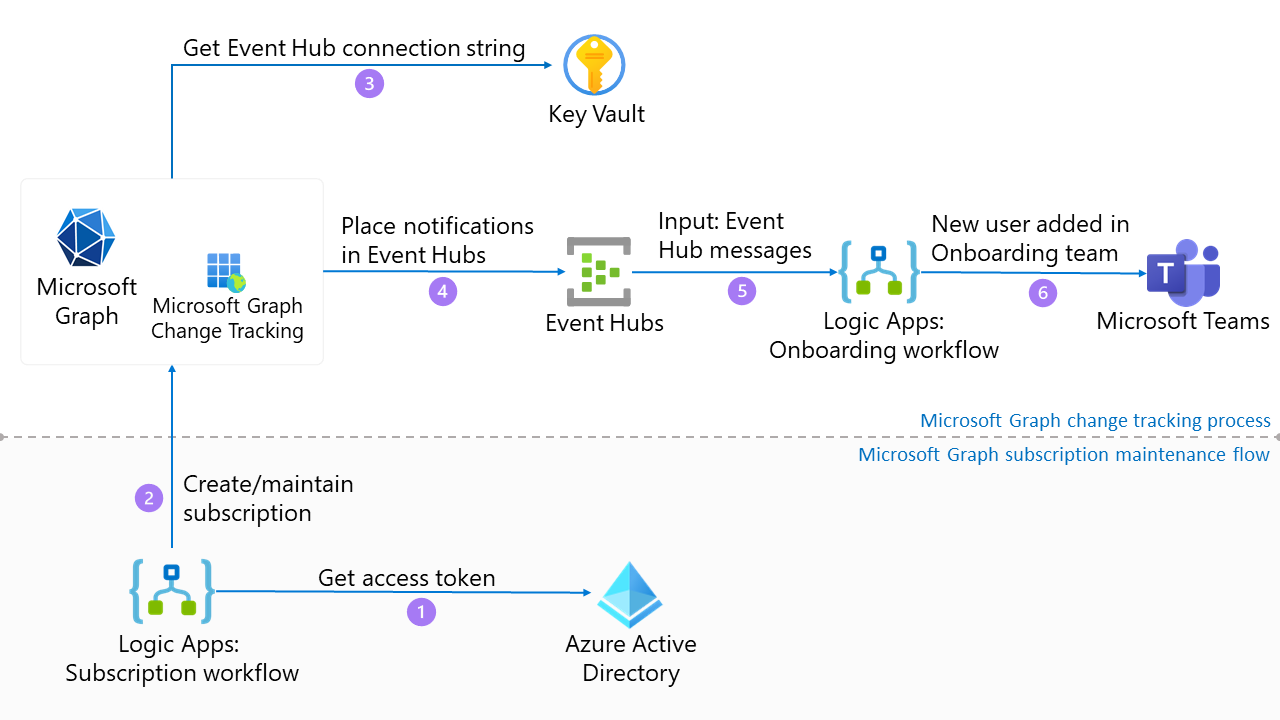 Get Event Hub connection string
3
Key Vault
Microsoft
Graph
Microsoft Graph
Change Tracking
Place notifications
in Event Hubs
4
Event Hubs
Input: Event
Hub messages
5
Logic Apps:
Onboarding workflow
New user added in
Onboarding team
6
T
Microsoft Teams
Microsoft Graph change tracking process
Microsoft Graph subscription maintenance flow
2
Create/maintain
subscription
Logic Apps:
Subscription workflow
Get access token
1
Azure Active
Directory